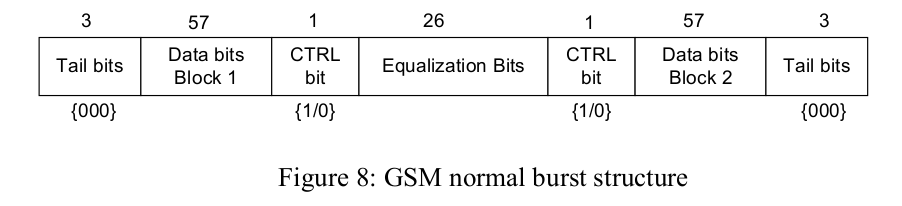 3 57 1 26 1 57 3
Tail bits Data bits Block 1 CTRL bit Equalization Bits CTRL bit Data bits Block 2 Tail bits
{000} {1/0} {1/0} {000}
Figure 8: GSM normal burst structure